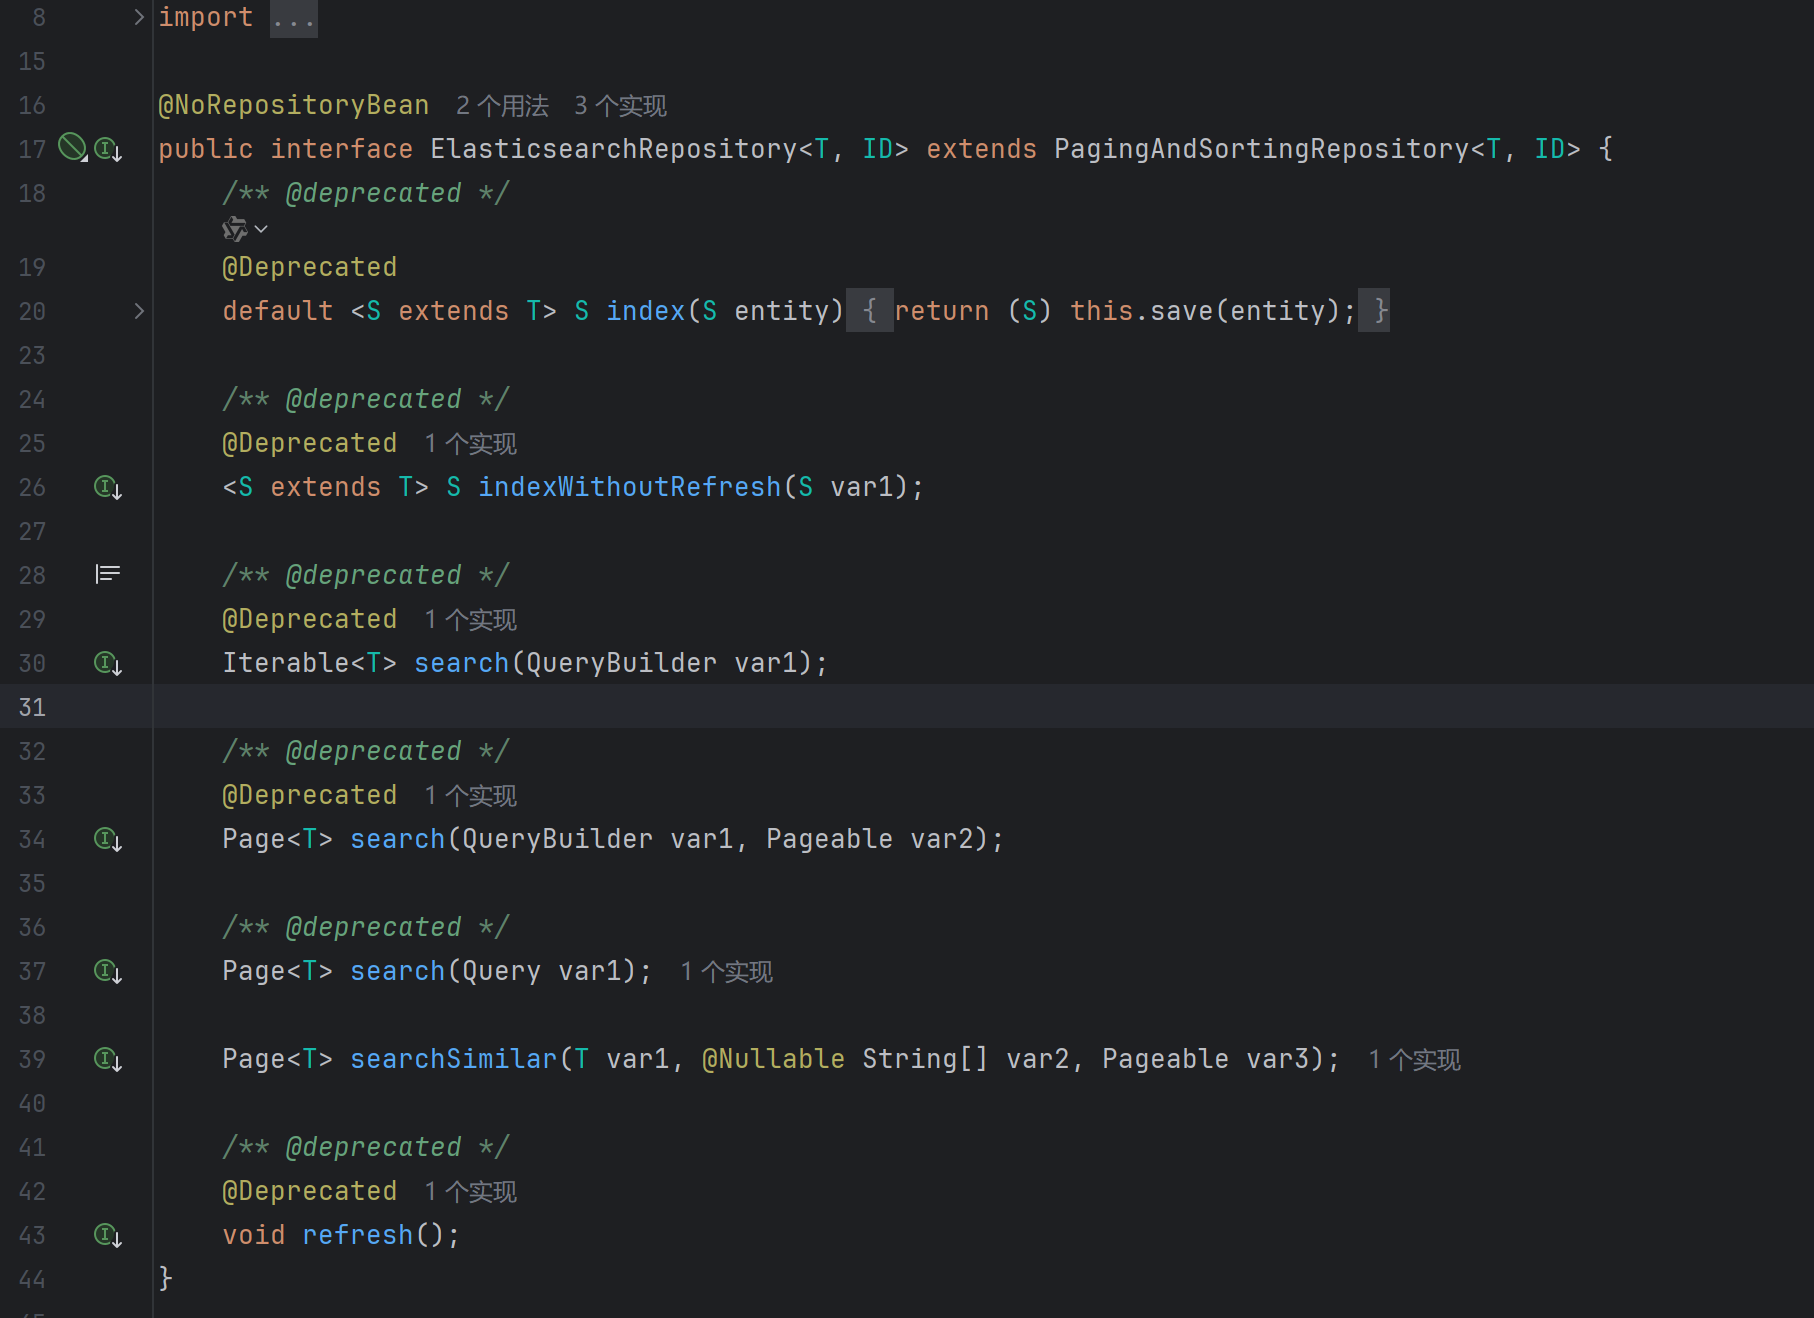 8 import ...
15
16 @NoRepositoryBean 2 个用法 3 个实现
17 public interface ElasticsearchRepository<T, ID> extends PagingAndSortingRepository<T, ID> {
18 /** @deprecated */
19 @Deprecated
20 default <S extends T> S index(S entity) { return (S) this.save(entity); }
23
24 /** @deprecated */
25 @Deprecated 1 个实现
26 <S extends T> S indexWithoutRefresh(S var1);
27
28 /** @deprecated */
29 @Deprecated 1 个实现
30 Iterable<T> search(QueryBuilder var1);
31
32 /** @deprecated */
33 @Deprecated 1 个实现
34 Page<T> search(QueryBuilder var1, Pageable var2);
35
36 /** @deprecated */
37 Page<T> search(Query var1); 1 个实现
38
39 Page<T> searchSimilar(T var1, @Nullable String[] var2, Pageable var3); 1 个实现
40
41 /** @deprecated */
42 @Deprecated 1 个实现
43 void refresh();
44 }